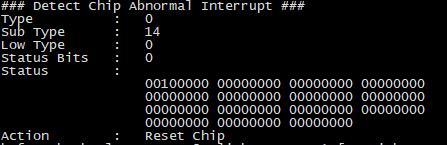 ### Detect Chip Abnormal Interrupt ###
Type : 0
Sub Type : 14
Low Type : 0
Status Bits : 0
Status :
00100000 00000000 00000000 00000000
00000000 00000000 00000000 00000000
00000000 00000000 00000000 00000000
00000000 00000000 00000000
Action : Reset Chip